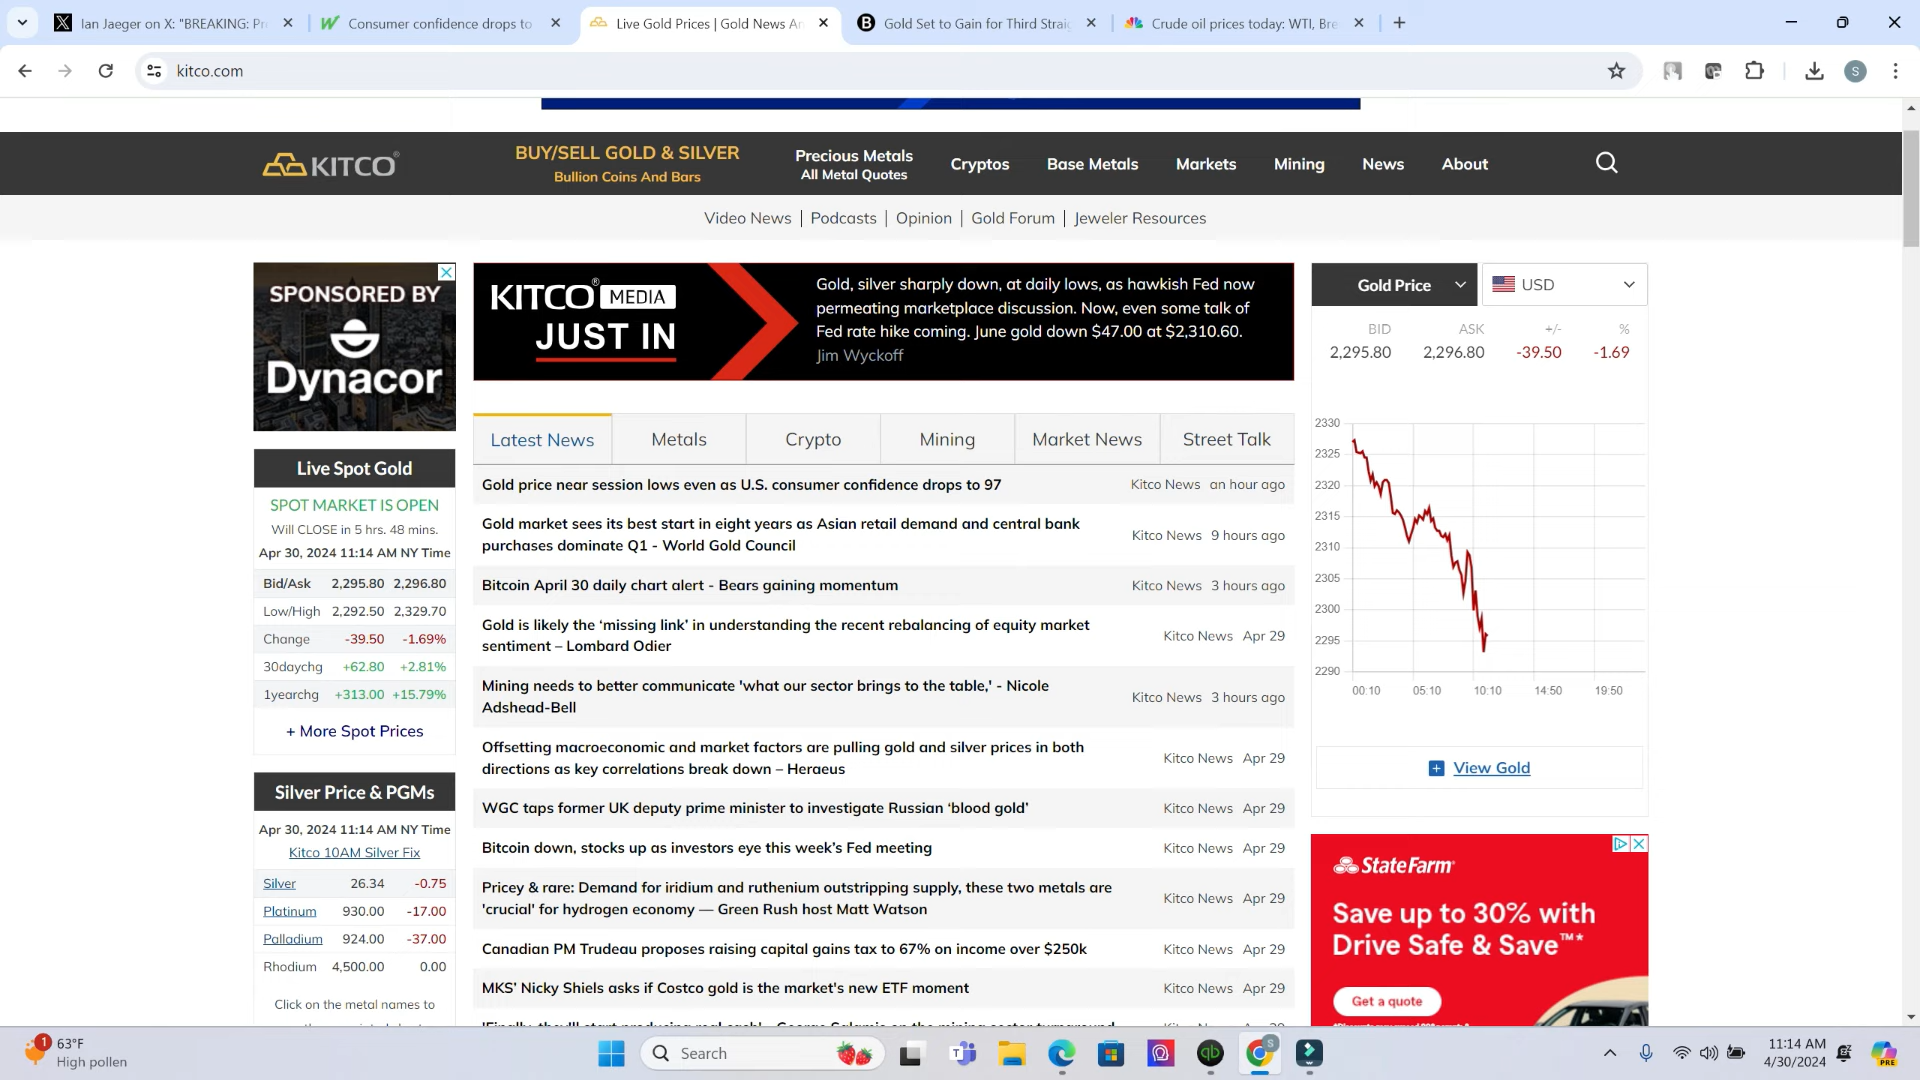 Ian Jaeger on X: "BREAKING: Pr
Consumer confidence drops to
Live Gold Prices | Gold News An
Gold Set to Gain for Third Straig
Crude oil prices today: WTI, Bre
kitco.com
S
KITCO®
BUY/SELL GOLD & SILVER
Bullion Coins And Bars
Precious Metals
All Metal Quotes
Cryptos
Base Metals
Markets
Mining
News
About
Video News | Podcasts | Opinion | Gold Forum | Jeweler Resources
SPONSORED BY
Dynacor
KITCO® MEDIA
JUST IN
Gold, silver sharply down, at daily lows, as hawkish Fed now
permeating marketplace discussion. Now, even some talk of
Fed rate hike coming. June gold down $47.00 at $2,310.60.
Jim Wyckoff
Gold Price
USD
BID ASK +/- %
2,295.80 2,296.80 -39.50 -1.69
2330
2325
2320
2315
2310
2305
2300
2295
2290
00:10 05:10 10:10 14:50 19:50
View Gold
Live Spot Gold
SPOT MARKET IS OPEN
Will CLOSE in 5 hrs. 48 mins.
Apr 30, 2024 11:14 AM NY Time
Bid/Ask 2,295.80 2,296.80
Low/High 2,292.50 2,329.70
Change -39.50 -1.69%
30daychg +62.80 +2.81%
1yearchg +313.00 +15.79%
+ More Spot Prices
Silver Price & PGMs
Apr 30, 2024 11:14 AM NY Time
Kitco 10AM Silver Fix
Silver 26.34 -0.75
Platinum 930.00 -17.00
Palladium 924.00 -37.00
Rhodium 4,500.00 0.00
Click on the metal names to
Latest News
Metals
Crypto
Mining
Market News
Street Talk
Gold price near session lows even as U.S. consumer confidence drops to 97 Kitco News an hour ago
Gold market sees its best start in eight years as Asian retail demand and central bank
purchases dominate Q1 - World Gold Council Kitco News 9 hours ago
Bitcoin April 30 daily chart alert - Bears gaining momentum Kitco News 3 hours ago
Gold is likely the ‘missing link’ in understanding the recent rebalancing of equity market
sentiment – Lombard Odier Kitco News Apr 29
Mining needs to better communicate 'what our sector brings to the table,' - Nicole
Adshead-Bell Kitco News 3 hours ago
Offsetting macroeconomic and market factors are pulling gold and silver prices in both
directions as key correlations break down – Heraeus Kitco News Apr 29
WGC taps former UK deputy prime minister to investigate Russian ‘blood gold’ Kitco News Apr 29
Bitcoin down, stocks up as investors eye this week’s Fed meeting Kitco News Apr 29
Pricey & rare: Demand for iridium and ruthenium outstripping supply, these two metals are
'crucial' for hydrogen economy — Green Rush host Matt Watson Kitco News Apr 29
Canadian PM Trudeau proposes raising capital gains tax to 67% on income over $250k Kitco News Apr 29
MKS’ Nicky Shiels asks if Costco gold is the market's new ETF moment Kitco News Apr 29
StateFarm®
Save up to 30% with
Drive Safe & Save™*
Get a quote
1
63°F
High pollen
Search
qb
S
11:14 AM
4/30/2024
PRE